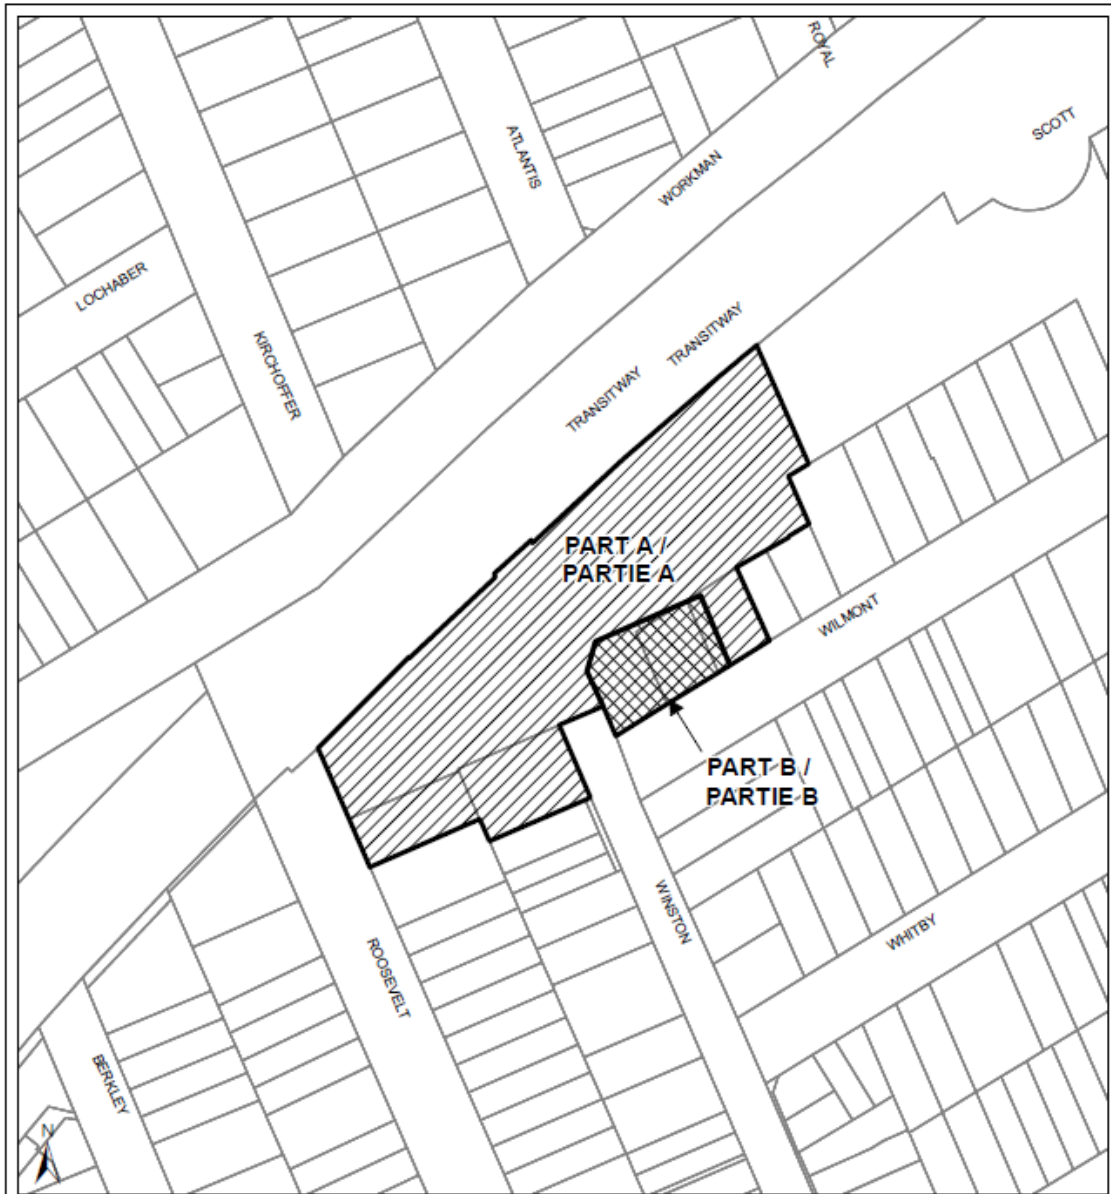 ROYAL
SCOTT
ATLANTIS
WORKMAN
LOCHABER
KIRCHOFFER
TRANSITWAY
TRANSITWAY
PART A /
PARTIE A
WILMONT
PART B /
PARTIE B
WINSTON
WHITBY
ROOSEVELT
BERKLEY
N